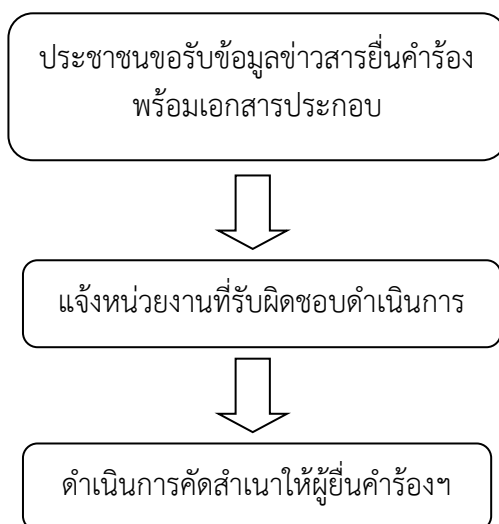 ประชาชนขอรับข้อมูลข่าวสารยื่นคำร้อง
พร้อมเอกสารประกอบ
แจ้งหน่วยงานที่รับผิดชอบดำเนินการ
ดำเนินการคัดสำเนาให้ผู้ยื่นคำร้องฯ